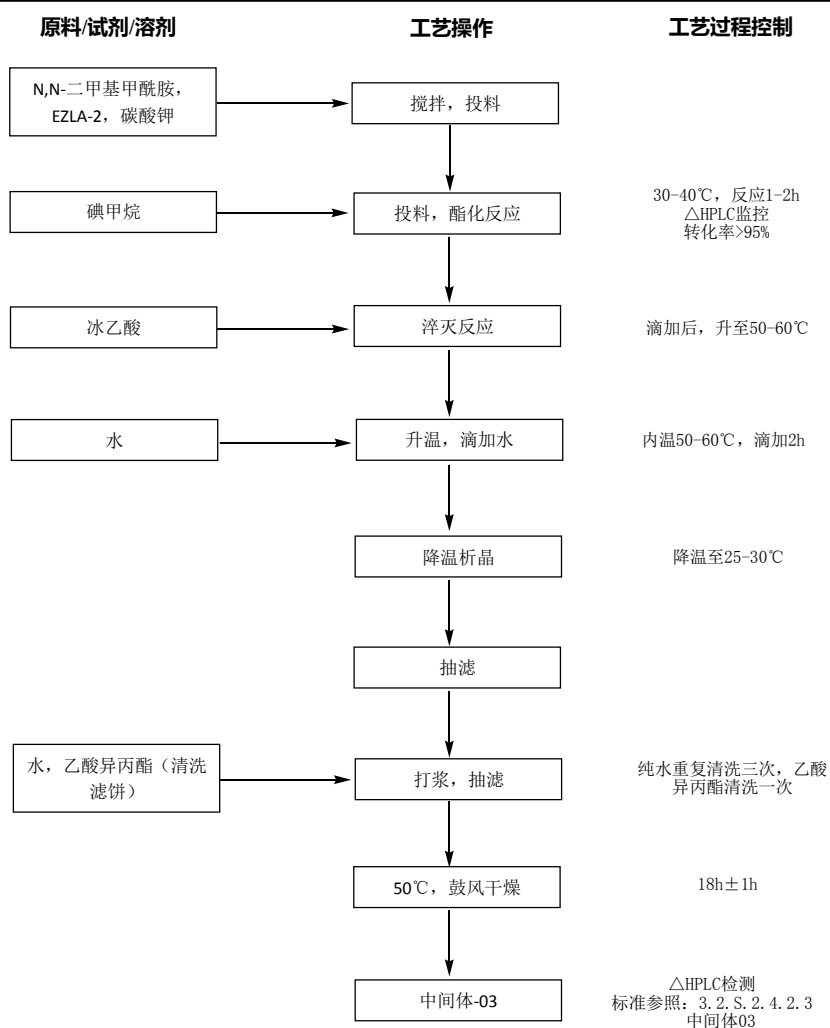 原料/试剂/溶剂
工艺操作
工艺过程控制
N,N-二甲基甲酰胺，
EZLA-2，碳酸钾
搅拌，投料
碘甲烷
投料，酯化反应
30-40℃，反应1-2h
△HPLC监控
转化率>95%
冰乙酸
淬灭反应
滴加后，升至50-60℃
水
升温，滴加水
内温50-60℃，滴加2h
降温析晶
降温至25-30℃
抽滤
水，乙酸异丙酯（清洗
滤饼）
打浆，抽滤
纯水重复清洗三次，乙酸
异丙酯清洗一次
50℃，鼓风干燥
18h±1h
中间体-03
△HPLC检测
标准参照：3.2.S.2.4.2.3
中间体03